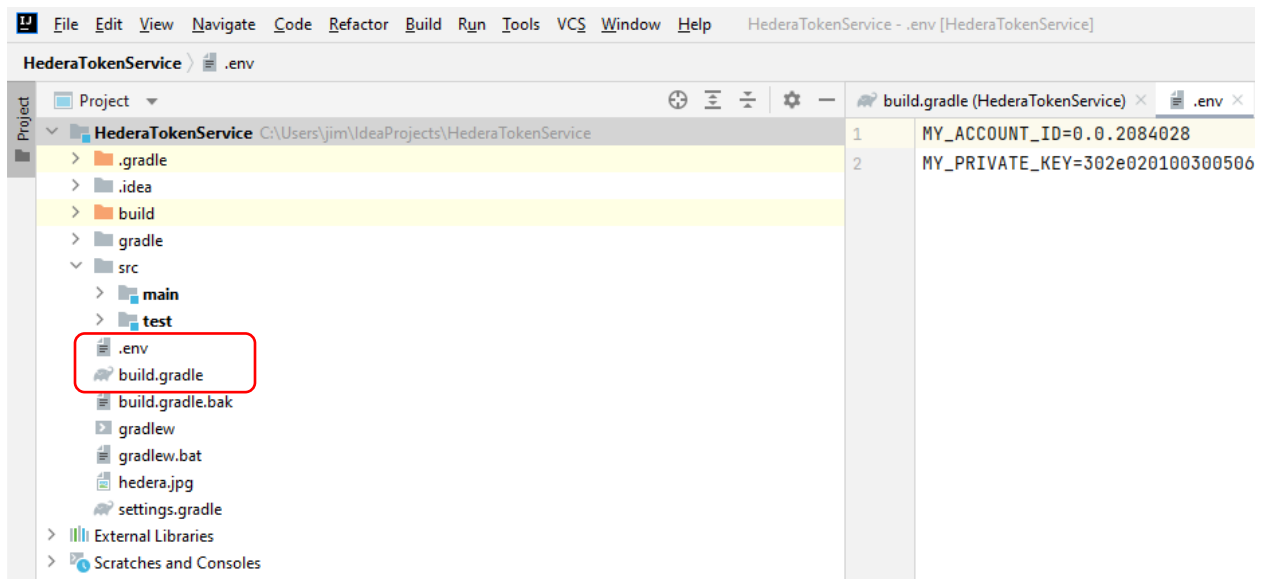 IJ File Edit View Navigate Code Refactor Build Run Tools VCS Window Help HederaTokenService - .env [HederaTokenService]
HederaTokenService .env
Project
Project
build.gradle (HederaTokenService) .env
HederaTokenService C:\Users\jim\IdeaProjects\HederaTokenService
.gradle
.idea
build
gradle
src
main
test
.env
build.gradle
build.gradle.bak
gradlew
gradlew.bat
hedera.jpg
settings.gradle
External Libraries
Scratches and Consoles
1 MY_ACCOUNT_ID=0.0.2084028
2 MY_PRIVATE_KEY=302e020100300506